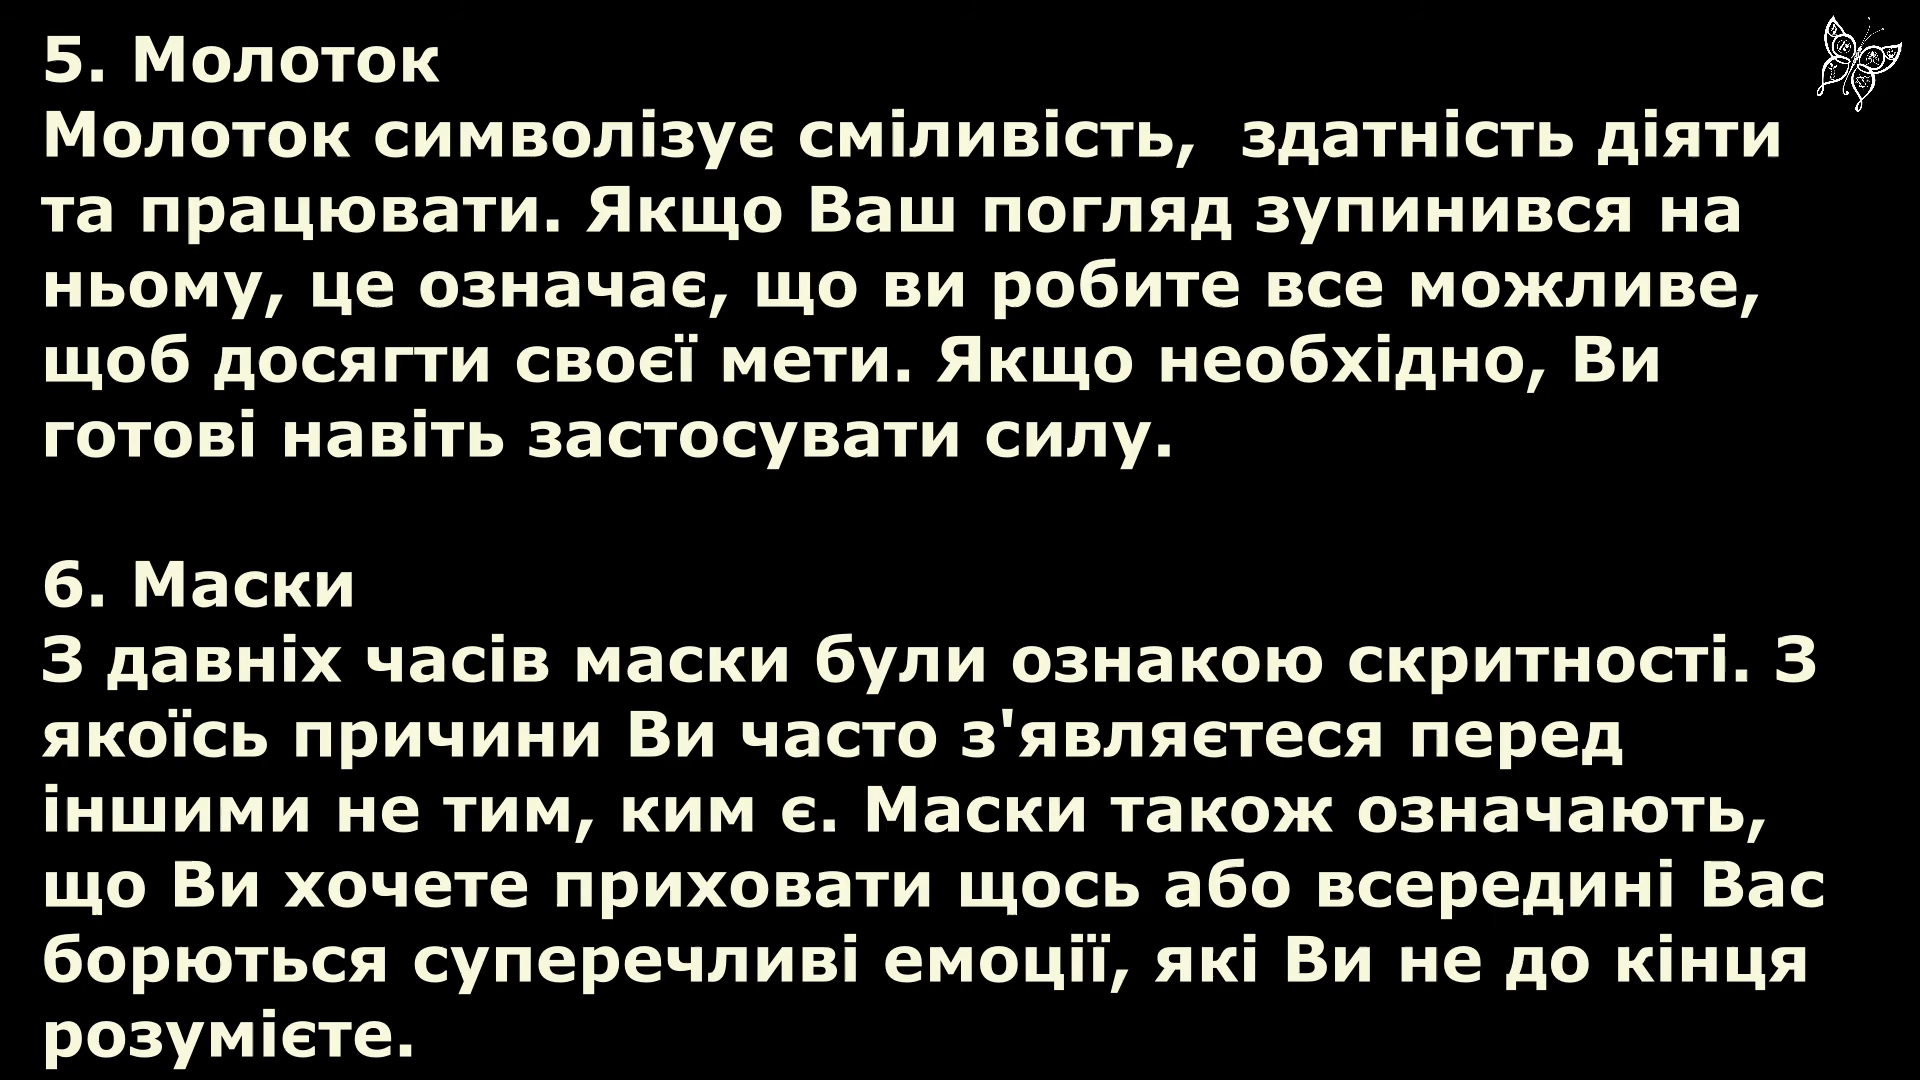 5. Молоток
Молоток символізує сміливість,  здатність діяти
та працювати. Якщо Ваш погляд зупинився на
ньому, це означає, що ви робите все можливе,
щоб досягти своєї мети. Якщо необхідно, Ви
готові навіть застосувати силу.
6. Маски
З давніх часів маски були ознакою скритності. З
якоїсь причини Ви часто з'являєтеся перед
іншими не тим, ким є. Маски також означають,
що Ви хочете приховати щось або всередині Вас
борються суперечливі емоції, які Ви не до кінця
розумієте.